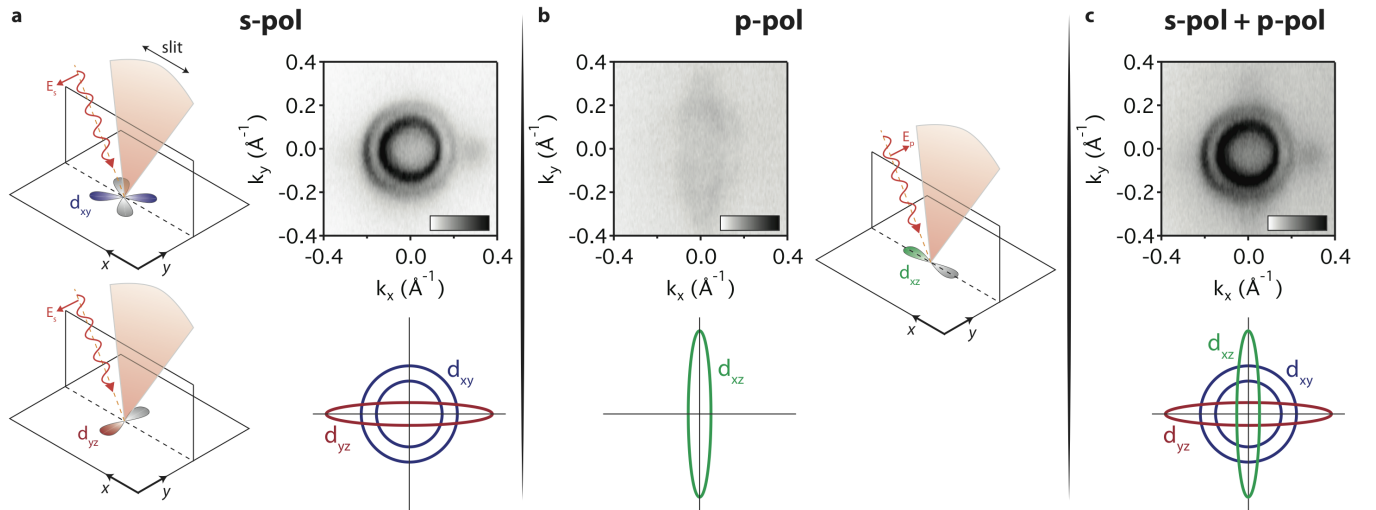 a
s-pol
slit
E_s
d_xy
x
y
E_s
d_yz
x
y
0.4
0.2
0.0
-0.2
-0.4
k_y (Å^-1)
-0.4
0.0
0.4
k_x (Å^-1)
d_xy
d_yz
b
p-pol
0.4
0.2
0.0
-0.2
-0.4
k_y (Å^-1)
-0.4
0.0
0.4
k_x (Å^-1)
d_xz
E_p
d_xz
x
y
c
s-pol + p-pol
0.4
0.2
0.0
-0.2
-0.4
k_y (Å^-1)
-0.4
0.0
0.4
k_x (Å^-1)
d_xz
d_xy
d_yz